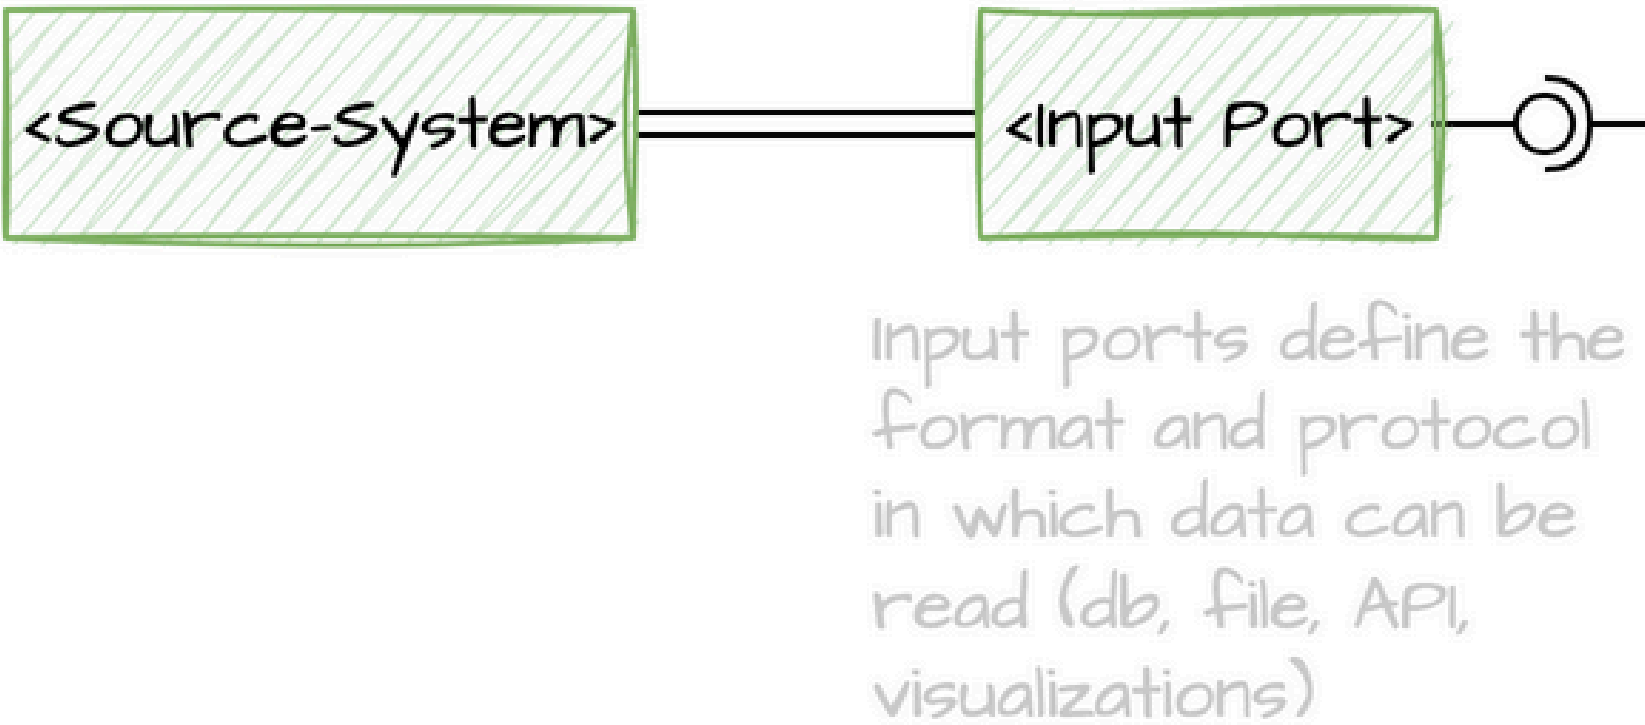 <Source-System>
<Input Port>
Input ports define the
format and protocol
in which data can be
read (db, file, API,
visualizations)